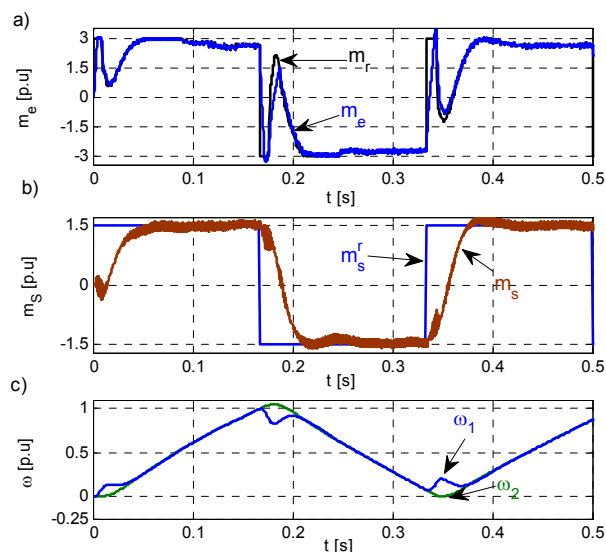 a)
m_e [p.u]
3
1.5
-1.5
-3
m_r
m_e
0 0.1 0.2 0.3 0.4 0.5
t [s]
b)
m_S [p.u]
1.5
0
-1.5
m_s^r
m_s
0 0.1 0.2 0.3 0.4 0.5
t [s]
c)
ω [p.u]
1
0.5
0
-0.25
ω_1
ω_2
0 0.1 0.2 0.3 0.4 0.5
t [s]